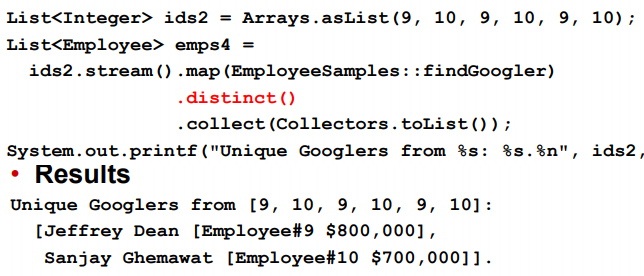 List<Integer> ids2 = Arrays.asList(9, 10, 9, 10, 9, 10);
List<Employee> emps4 =
ids2.stream().map(EmployeeSamples::findGoogler)
.distinct()
.collect(Collectors.toList());
System.out.printf("Unique Googlers from %s: %s.%n", ids2,
• Results
Unique Googlers from [9, 10, 9, 10, 9, 10]:
[Jeffrey Dean [Employee#9 $800,000],
Sanjay Ghemawat [Employee#10 $700,000]].